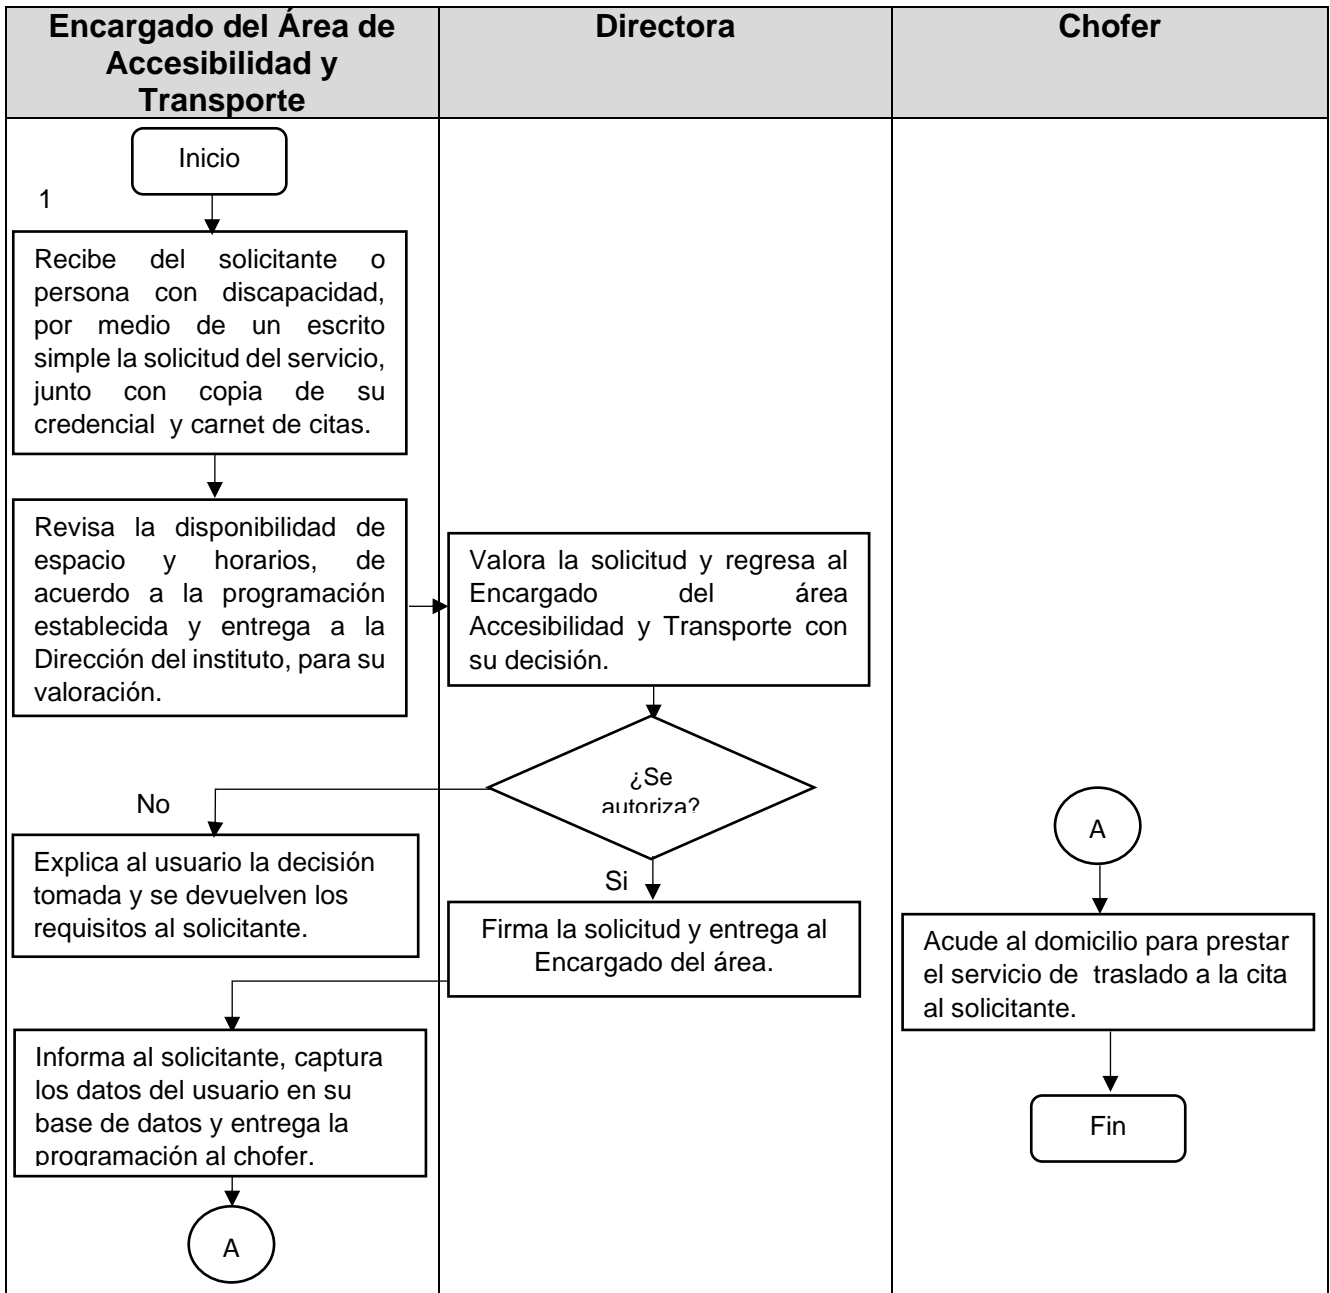 Encargado del Área de
Accesibilidad y
Transporte
Directora
Chofer
Inicio
1
Recibe del solicitante o
persona con discapacidad,
por medio de un escrito
simple la solicitud del servicio,
junto con copia de su
credencial y carnet de citas.
Revisa la disponibilidad de
espacio y horarios, de
acuerdo a la programación
establecida y entrega a la
Dirección del instituto, para su
valoración.
Valora la solicitud y regresa al
Encargado del área
Accesibilidad y Transporte con
su decisión.
¿Se
autoriza?
No
Explica al usuario la decisión
tomada y se devuelven los
requisitos al solicitante.
Si
Firma la solicitud y entrega al
Encargado del área.
Informa al solicitante, captura
los datos del usuario en su
base de datos y entrega la
programación al chofer.
A
A
Acude al domicilio para prestar
el servicio de traslado a la cita
al solicitante.
Fin